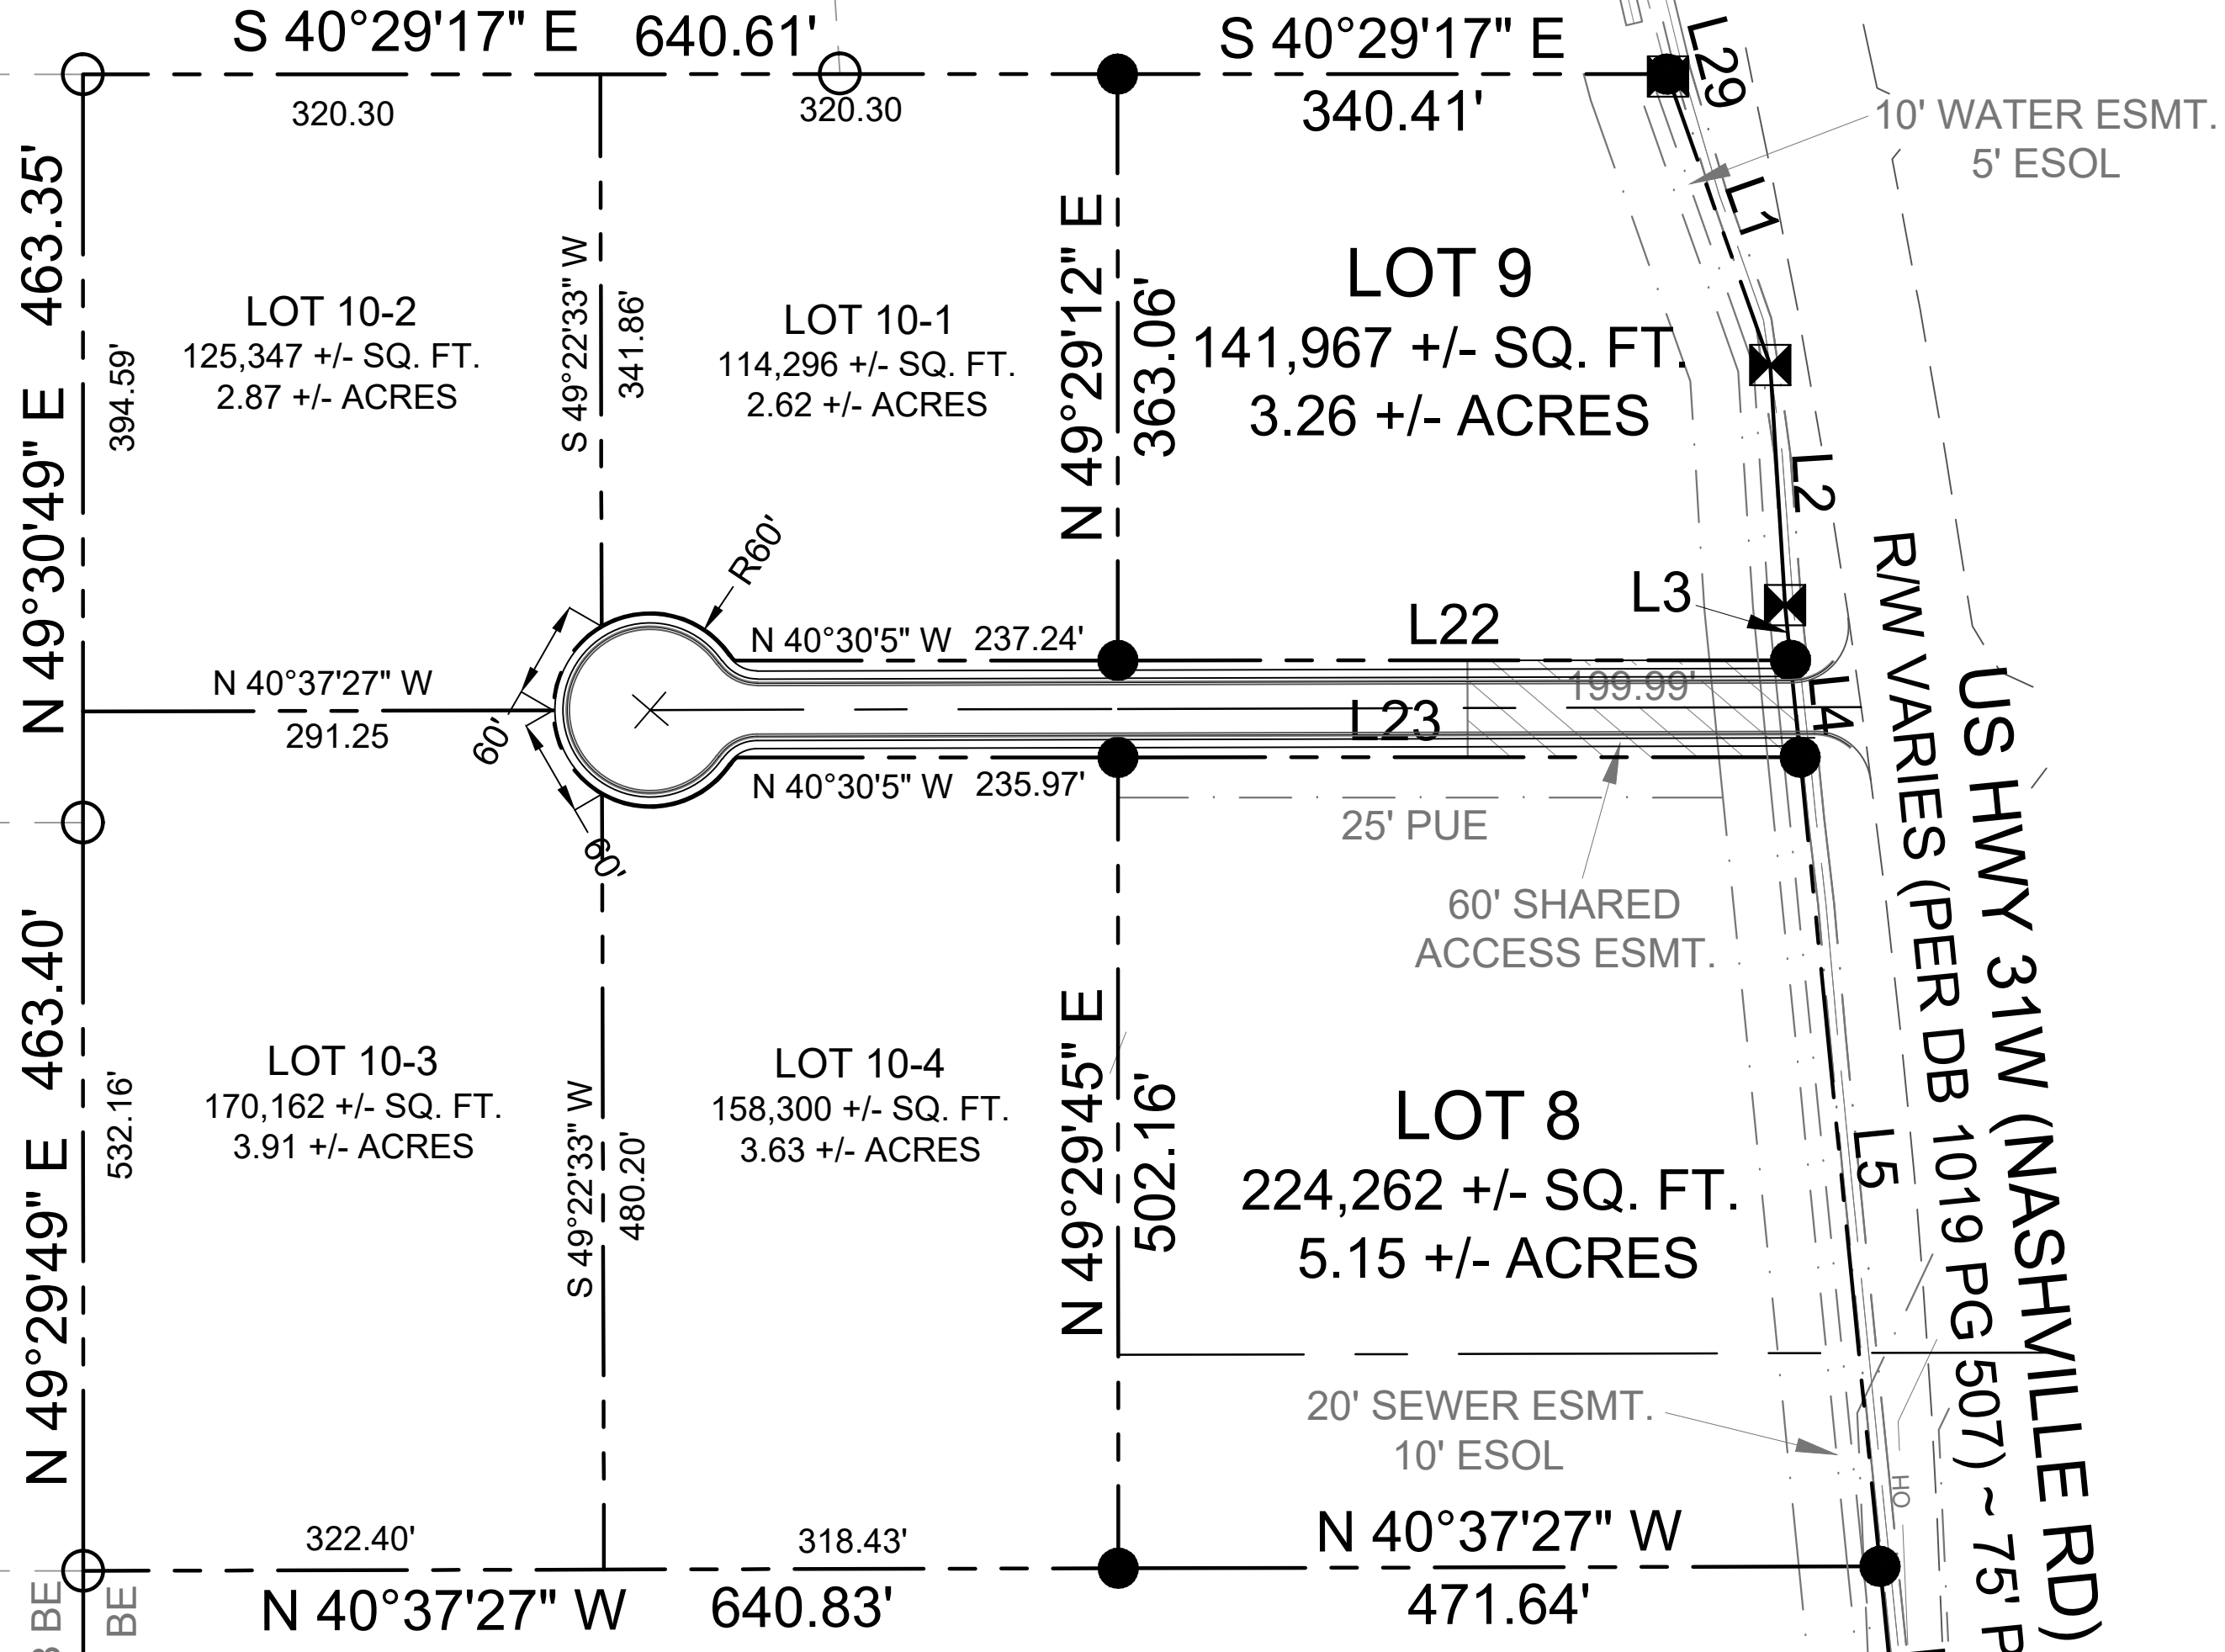 S 40°29'17" E 640.61'
S 40°29'17" E
340.41'
320.30
320.30
L29
10' WATER ESMT.
5' ESOL
L1
N 49°30'49" E 463.35'
394.59'
LOT 10-2
125,347 +/- SQ. FT.
2.87 +/- ACRES
S 49°22'33" W
341.86'
LOT 10-1
114,296 +/- SQ. FT.
2.62 +/- ACRES
N 49°29'12" E
363.06'
LOT 9
141,967 +/- SQ. FT.
3.26 +/- ACRES
L2
R60'
N 40°30'5" W 237.24'
L22
L3
199.99'
L4
N 40°37'27" W
291.25
60'
60'
L23
N 40°30'5" W 235.97'
25' PUE
60' SHARED
ACCESS ESMT.
US HWY 31W (NASHVILLE RD)
R/W VARIES (PER DB 1019 PG 507) ~ 75' P
N 49°29'49" E 463.40'
532.16'
LOT 10-3
170,162 +/- SQ. FT.
3.91 +/- ACRES
S 49°22'33" W
480.20'
LOT 10-4
158,300 +/- SQ. FT.
3.63 +/- ACRES
N 49°29'45" E
502.16'
LOT 8
224,262 +/- SQ. FT.
5.15 +/- ACRES
L5
20' SEWER ESMT.
10' ESOL
OH
322.40'
318.43'
N 40°37'27" W 640.83'
N 40°37'27" W
471.64'
BE
BE